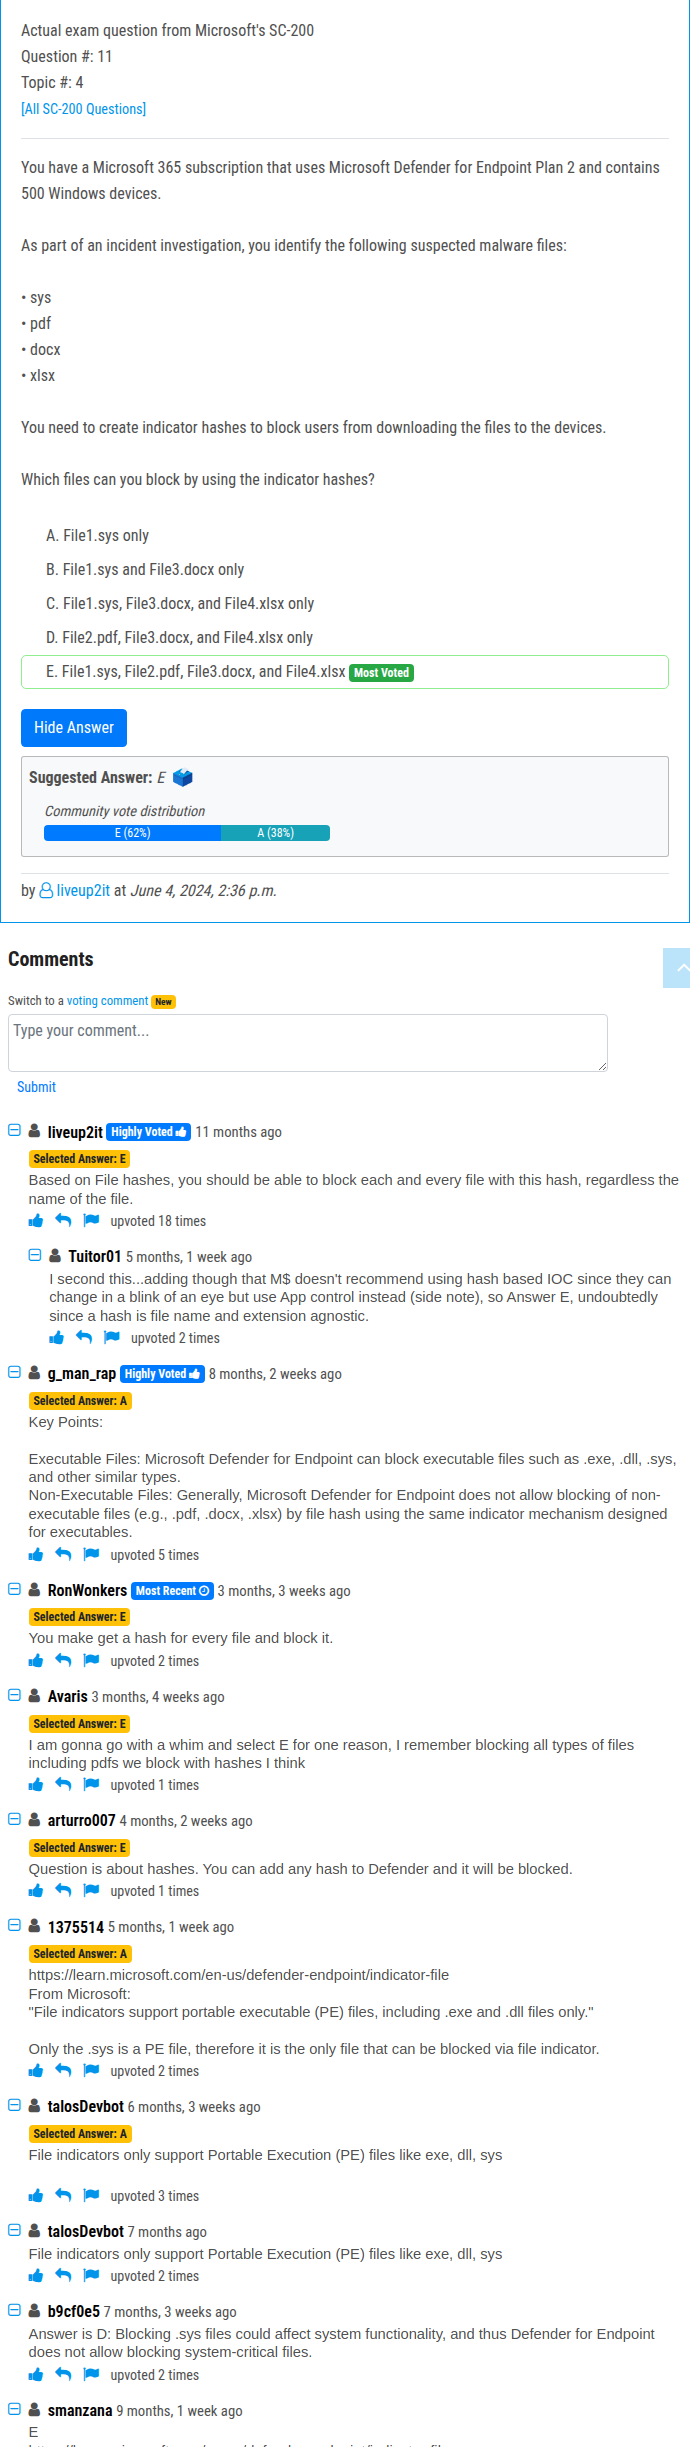 Actual exam question from Microsoft's SC-200
Question #: 11
Topic #: 4
[All SC-200 Questions]
You have a Microsoft 365 subscription that uses Microsoft Defender for Endpoint Plan 2 and contains
500 Windows devices.
As part of an incident investigation, you identify the following suspected malware files:
• sys
• pdf
• docx
• xlsx
You need to create indicator hashes to block users from downloading the files to the devices.
Which files can you block by using the indicator hashes?
A. File1.sys only
B. File1.sys and File3.docx only
C. File1.sys, File3.docx, and File4.xlsx only
D. File2.pdf, File3.docx, and File4.xlsx only
E. File1.sys, File2.pdf, File3.docx, and File4.xlsx Most Voted
Hide Answer
Suggested Answer: E
Community vote distribution
E (62%) A (38%)
by liveup2it at June 4, 2024, 2:36 p.m.
Comments
Switch to a voting comment New
Type your comment...
Submit
liveup2it Highly Voted 11 months ago
Selected Answer: E
Based on File hashes, you should be able to block each and every file with this hash, regardless the
name of the file.
upvoted 18 times
Tuitor01 5 months, 1 week ago
I second this...adding though that M$ doesn't recommend using hash based IOC since they can
change in a blink of an eye but use App control instead (side note), so Answer E, undoubtedly
since a hash is file name and extension agnostic.
upvoted 2 times
g_man_rap Highly Voted 8 months, 2 weeks ago
Selected Answer: A
Key Points:
Executable Files: Microsoft Defender for Endpoint can block executable files such as .exe, .dll, .sys,
and other similar types.
Non-Executable Files: Generally, Microsoft Defender for Endpoint does not allow blocking of non-
executable files (e.g., .pdf, .docx, .xlsx) by file hash using the same indicator mechanism designed
for executables.
upvoted 5 times
RonWonkers Most Recent 3 months, 3 weeks ago
Selected Answer: E
You make get a hash for every file and block it.
upvoted 2 times
Avaris 3 months, 4 weeks ago
Selected Answer: E
I am gonna go with a whim and select E for one reason, I remember blocking all types of files
including pdfs we block with hashes I think
upvoted 1 times
arturro007 4 months, 2 weeks ago
Selected Answer: E
Question is about hashes. You can add any hash to Defender and it will be blocked.
upvoted 1 times
1375514 5 months, 1 week ago
Selected Answer: A
https://learn.microsoft.com/en-us/defender-endpoint/indicator-file
From Microsoft:
"File indicators support portable executable (PE) files, including .exe and .dll files only."
Only the .sys is a PE file, therefore it is the only file that can be blocked via file indicator.
upvoted 2 times
talosDevbot 6 months, 3 weeks ago
Selected Answer: A
File indicators only support Portable Execution (PE) files like exe, dll, sys
upvoted 3 times
talosDevbot 7 months ago
File indicators only support Portable Execution (PE) files like exe, dll, sys
upvoted 2 times
b9cf0e5 7 months, 3 weeks ago
Answer is D: Blocking .sys files could affect system functionality, and thus Defender for Endpoint
does not allow blocking system-critical files.
upvoted 2 times
smanzana 9 months, 1 week ago
E